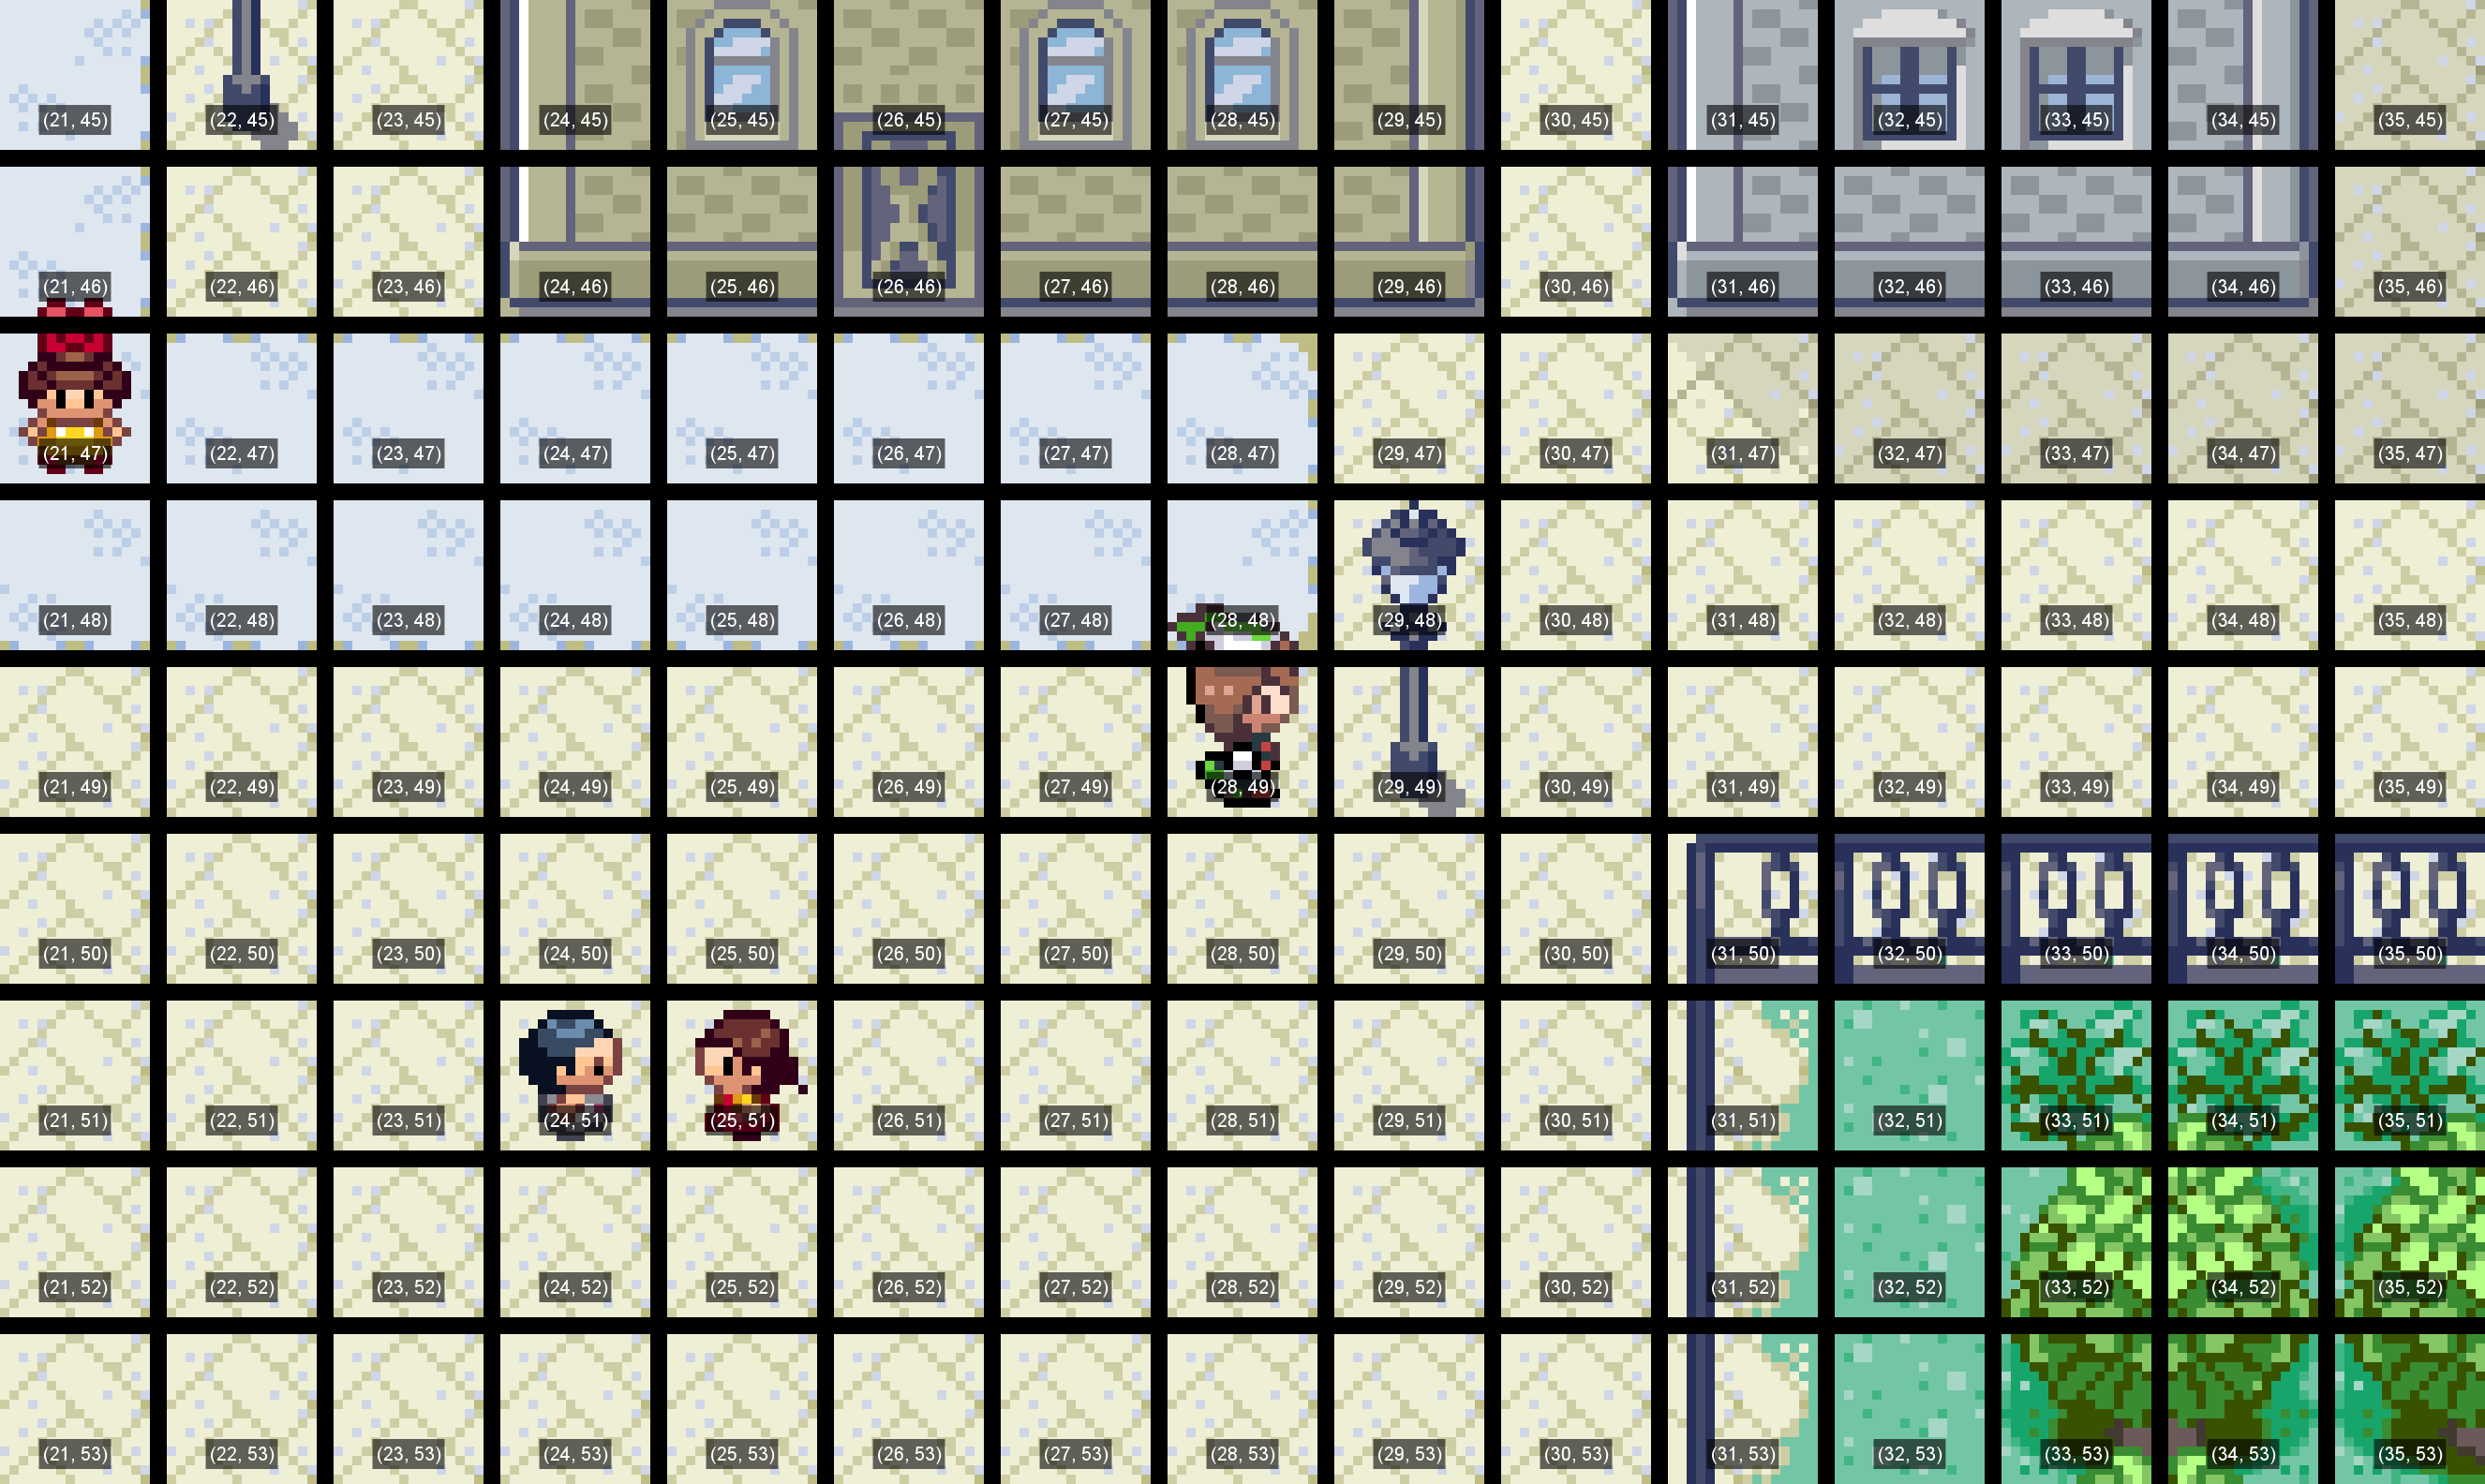 (21, 45) (22, 45) (23, 45) (24, 45) (25, 45) (26, 45) (27, 45) (28, 45) (29, 45) (30, 45) (31, 45) (32, 45) (33, 45) (34, 45) (35, 45)
(21, 46) (22, 46) (23, 46) (24, 46) (25, 46) (26, 46) (27, 46) (28, 46) (29, 46) (30, 46) (31, 46) (32, 46) (33, 46) (34, 46) (35, 46)
(21, 47) (22, 47) (23, 47) (24, 47) (25, 47) (26, 47) (27, 47) (28, 47) (29, 47) (30, 47) (31, 47) (32, 47) (33, 47) (34, 47) (35, 47)
(21, 48) (22, 48) (23, 48) (24, 48) (25, 48) (26, 48) (27, 48) (28, 48) (29, 48) (30, 48) (31, 48) (32, 48) (33, 48) (34, 48) (35, 48)
(21, 49) (22, 49) (23, 49) (24, 49) (25, 49) (26, 49) (27, 49) (28, 49) (29, 49) (30, 49) (31, 49) (32, 49) (33, 49) (34, 49) (35, 49)
(21, 50) (22, 50) (23, 50) (24, 50) (25, 50) (26, 50) (27, 50) (28, 50) (29, 50) (30, 50) (31, 50) (32, 50) (33, 50) (34, 50) (35, 50)
(21, 51) (22, 51) (23, 51) (24, 51) (25, 51) (26, 51) (27, 51) (28, 51) (29, 51) (30, 51) (31, 51) (32, 51) (33, 51) (34, 51) (35, 51)
(21, 52) (22, 52) (23, 52) (24, 52) (25, 52) (26, 52) (27, 52) (28, 52) (29, 52) (30, 52) (31, 52) (32, 52) (33, 52) (34, 52) (35, 52)
(21, 53) (22, 53) (23, 53) (24, 53) (25, 53) (26, 53) (27, 53) (28, 53) (29, 53) (30, 53) (31, 53) (32, 53) (33, 53) (34, 53) (35, 53)